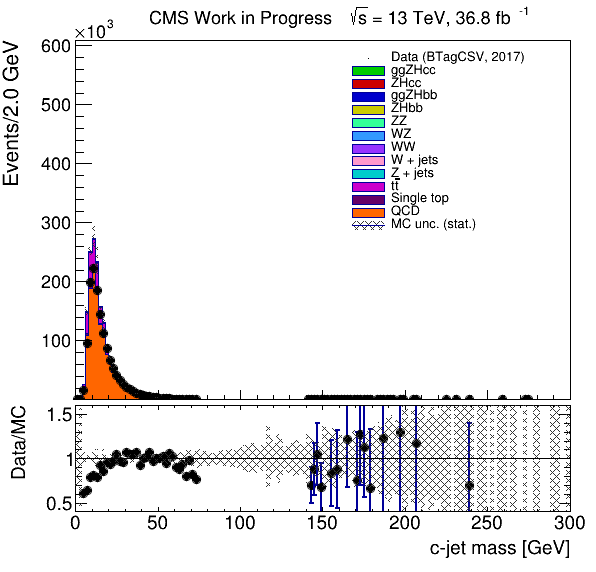 CMS Work in Progress √s = 13 TeV, 36.8 fb⁻¹
×10³
Events/2.0 GeV
600
500
400
300
200
100
Data (BTagCSV, 2017)
ggZHcc
ZHcc
ggZHbb
ZHbb
ZZ
WZ
WW
W + jets
Z + jets
tt̅
Single top
QCD
MC unc. (stat.)
Data/MC
1.5
1
0.5
0 50 100 150 200 250 300
c-jet mass [GeV]